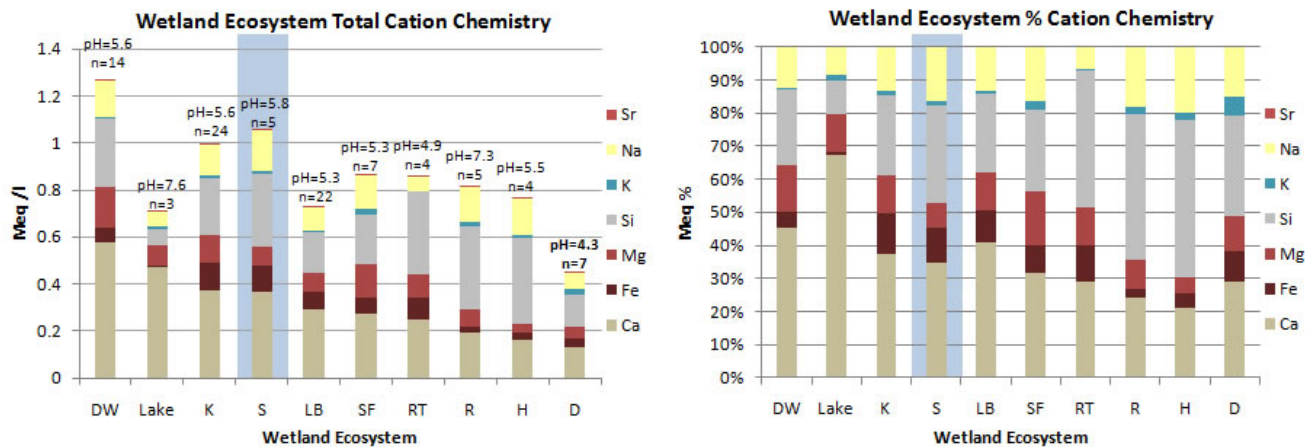 Wetland Ecosystem Total Cation Chemistry
Meq /l
1.4
1.2
1
0.8
0.6
0.4
0.2
0
pH=5.6
n=14
pH=7.6
n=3
pH=5.6
n=24
pH=5.8
n=5
pH=5.3
n=22
pH=5.3
n=7
pH=4.9
n=4
pH=7.3
n=5
pH=5.5
n=4
pH=4.3
n=7
Sr
Na
K
Si
Mg
Fe
Ca
DW Lake K S LB SF RT R H D
Wetland Ecosystem
Wetland Ecosystem % Cation Chemistry
Meq %
100%
90%
80%
70%
60%
50%
40%
30%
20%
10%
0%
Sr
Na
K
Si
Mg
Fe
Ca
DW Lake K S LB SF RT R H D
Wetland Ecosystem